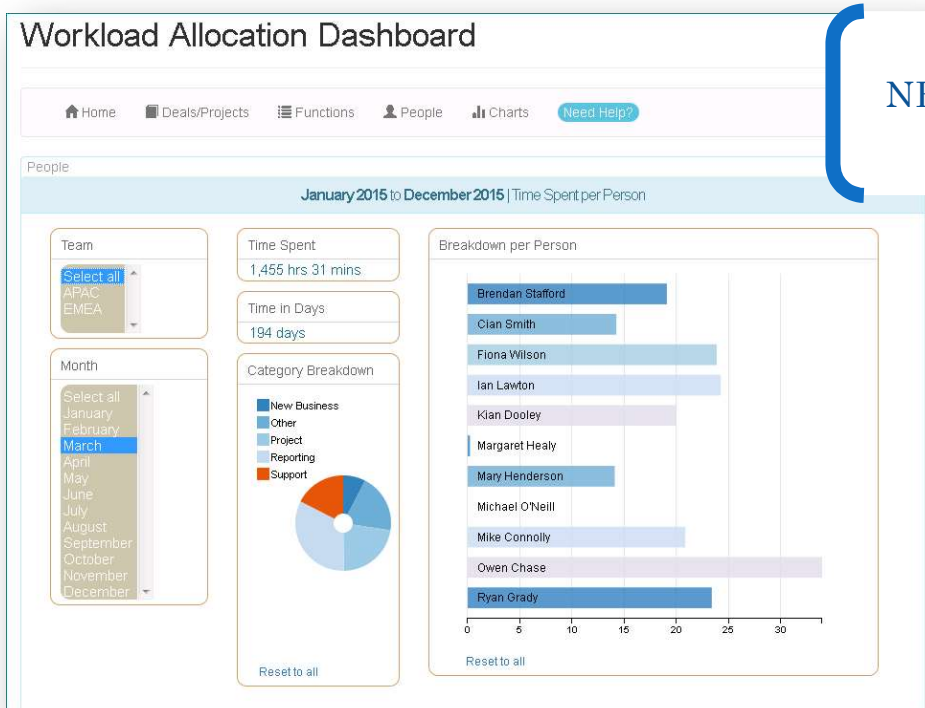 Workload Allocation Dashboard
Home Deals/Projects Functions People Charts Need Help?
People
January 2015 to December 2015 | Time Spent per Person
Team
Select all
APAC
EMEA
Month
Select all
January
February
March
April
May
June
July
August
September
October
November
December
Time Spent
1,455 hrs 31 mins
Time in Days
194 days
Category Breakdown
New Business
Other
Project
Reporting
Support
Reset to all
Breakdown per Person
Brendan Stafford
Cian Smith
Fiona Wilson
Ian Lawton
Kian Dooley
Margaret Healy
Mary Henderson
Michael O'Neill
Mike Connolly
Owen Chase
Ryan Grady
0 5 10 15 20 25 30
Reset to all